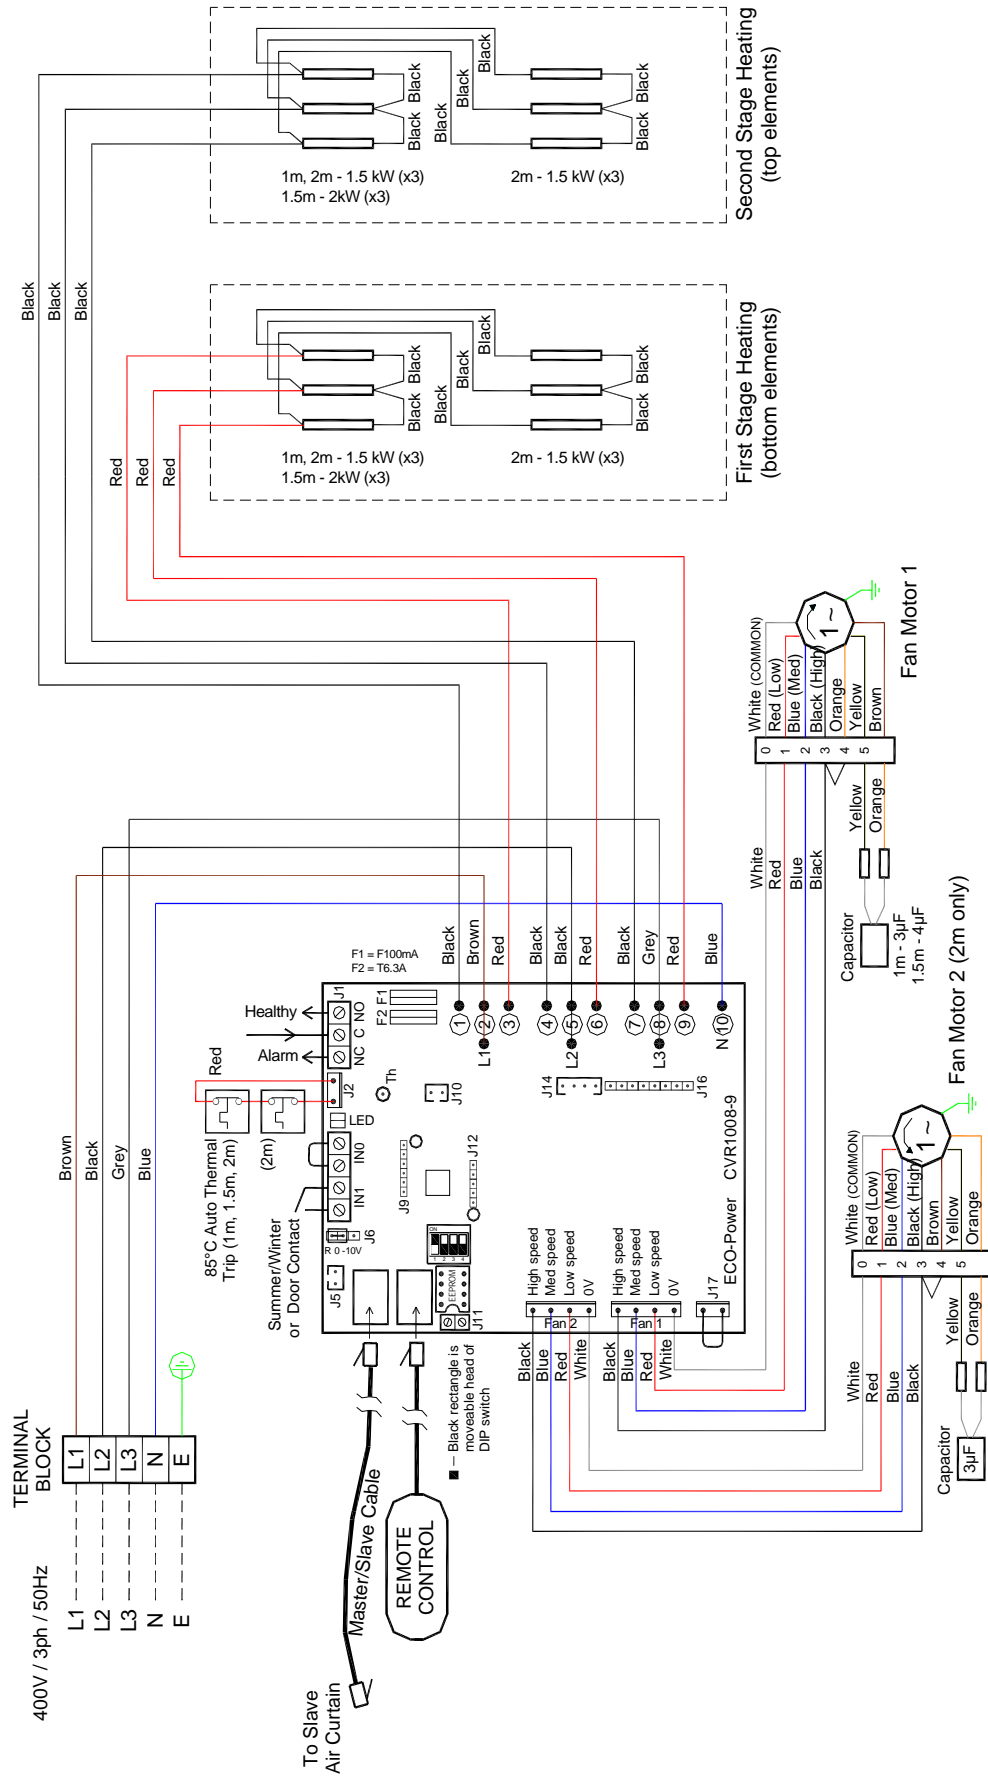 400V / 3ph / 50Hz
L1
L2
L3
N
E
TERMINAL
BLOCK
L1
L2
L3
N
E
Brown
Black
Grey
Blue
To Slave
Air Curtain
Master/Slave Cable
REMOTE
CONTROL
Black rectangle is
moveable head of
DIP switch
85°C Auto Thermal
Trip (1m, 1.5m, 2m)
(2m)
Red
Summer/Winter
or Door Contact
Healthy
Alarm
F1 = F100mA
F2 = T6.3A
J1
NO
C
NC
F1
F2
J2
LED
IN0
IN1
J6
R 0 -10V
J5
Th
J10
J9
J12
ON
1 2 3 4
EEPROM
J11
J14
J16
L1
L2
L3
1
2
3
4
5
6
7
8
9
N
10
Black
Brown
Red
Black
Black
Red
Black
Grey
Red
Blue
ECO-Power CVR1008-9
High speed
Med speed
Low speed
0V
Fan 2
High speed
Med speed
Low speed
0V
Fan 1
J17
Black
Blue
Red
White
Black
Blue
Red
White
Black
Black
Black
Red
Red
Red
Black
Black
Black
Black
Black
Black
Black
1m, 2m - 1.5 kW (x3)
1.5m - 2kW (x3)
2m - 1.5 kW (x3)
Second Stage Heating
(top elements)
Black
Black
Black
Black
Black
Black
Black
1m, 2m - 1.5 kW (x3)
1.5m - 2kW (x3)
2m - 1.5 kW (x3)
First Stage Heating
(bottom elements)
White
Red
Blue
Black
0
1
2
3
4
5
White (COMMON)
Red (Low)
Blue (Med)
Black (High)
Orange
Yellow
Brown
1~
Fan Motor 1
Yellow
Orange
Capacitor
1m - 3µF
1.5m - 4µF
White
Red
Blue
Black
0
1
2
3
4
5
White (COMMON)
Red (Low)
Blue (Med)
Black (High)
Brown
Yellow
Orange
1~
Fan Motor 2 (2m only)
Yellow
Orange
Capacitor
3µF